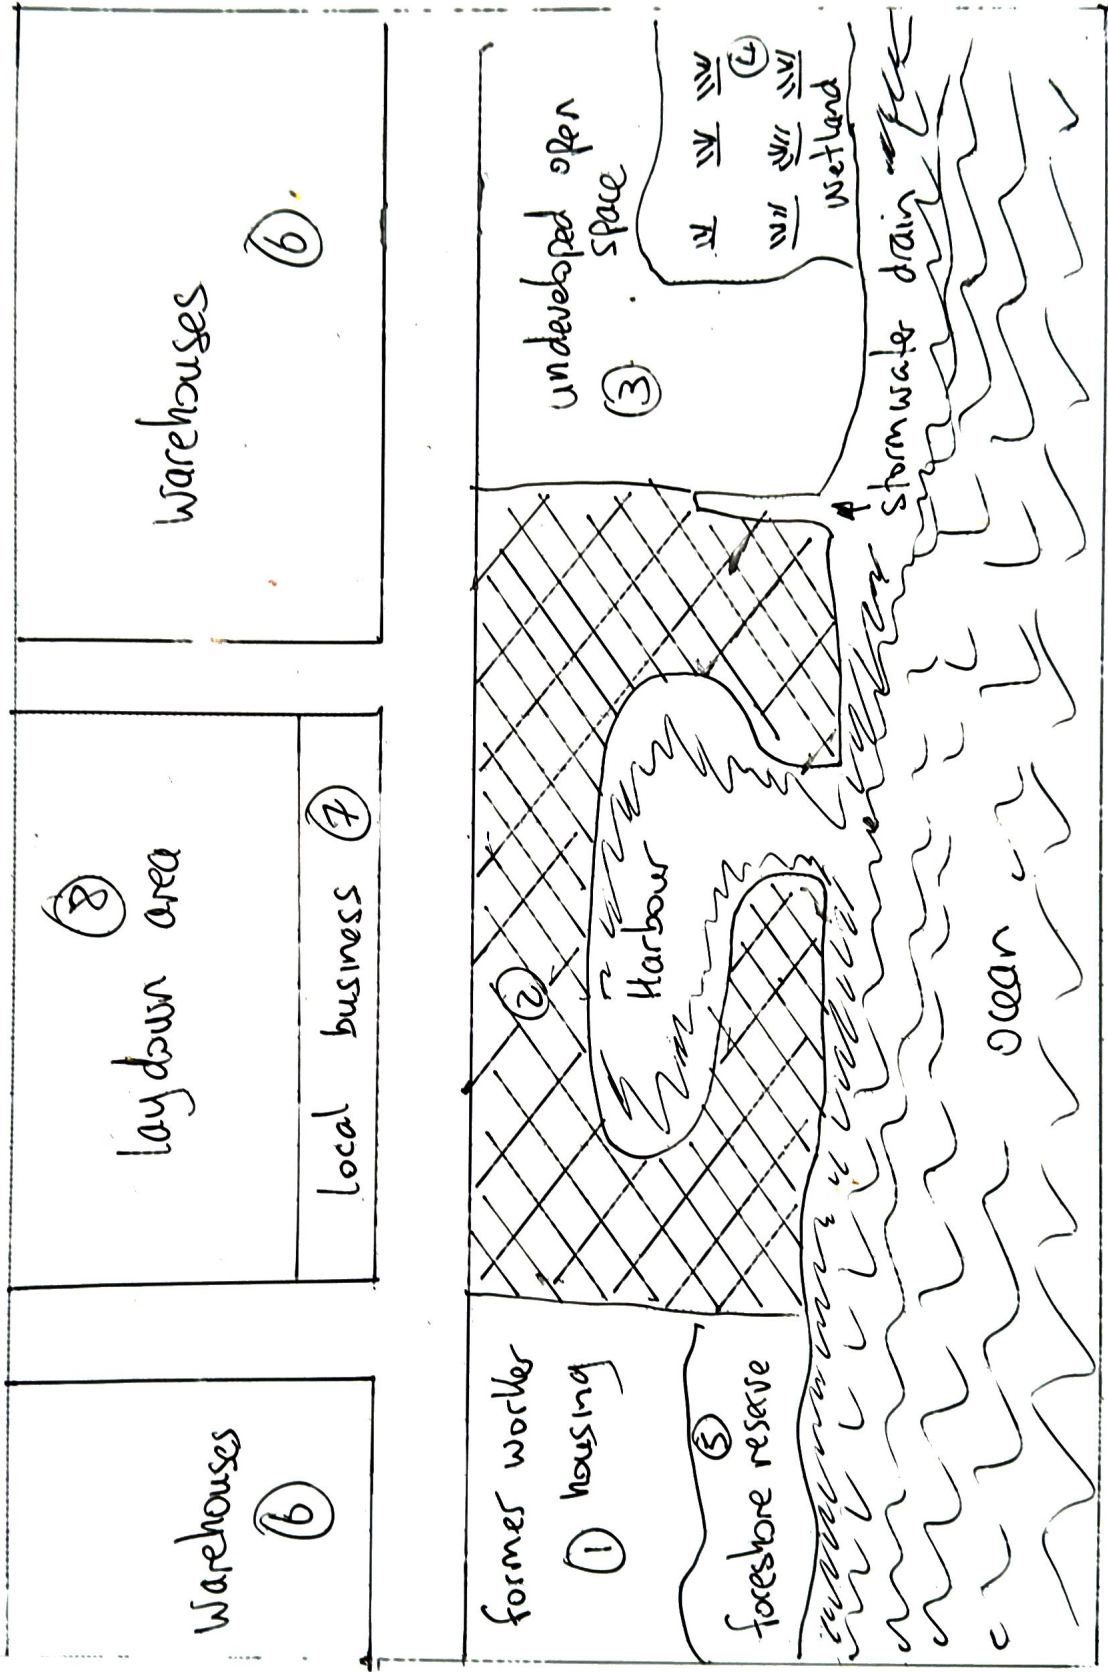 Warehouses
6
8
laydown area
local business 7
Warehouses
6
former worker
1 housing
5
foreshore reserve
2
Harbour
undeveloped open
space
3
4
Wetland
Stormwater drain
Ocean